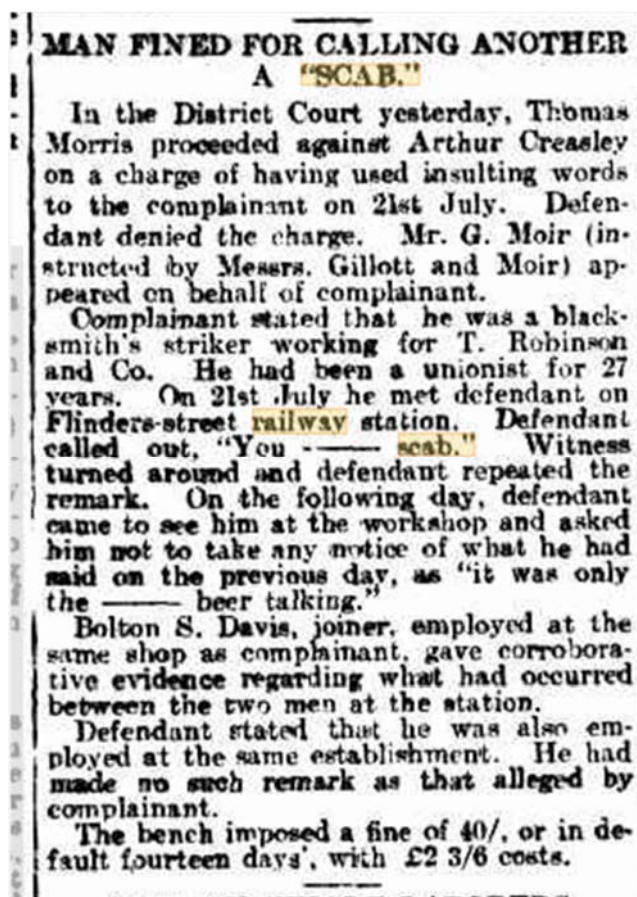 MAN FINED FOR CALLING ANOTHER
A "SCAB."
In the District Court yesterday, Thomas
Morris proceeded against Arthur Creasley
on a charge of having used insulting words
to the complainant on 21st July. Defen-
dant denied the charge. Mr. G. Moir (in-
structed by Messrs. Gillott and Moir) ap-
peared on behalf of complainant.
Complainant stated that he was a black-
smith's striker working for T. Robinson
and Co. He had been a unionist for 27
years. On 21st July he met defendant on
Flinders-street railway station. Defendant
called out, "You —— scab." Witness
turned around and defendant repeated the
remark. On the following day, defendant
came to see him at the workshop and asked
him not to take any notice of what he had
said on the previous day, as "it was only
the —— beer talking."
Bolton S. Davis, joiner, employed at the
same shop as complainant, gave corrobora-
tive evidence regarding what had occurred
between the two men at the station.
Defendant stated that he was also em-
ployed at the same establishment. He had
made no such remark as that alleged by
complainant.
The bench imposed a fine of 40/, or in de-
fault fourteen days', with £2 3/6 costs.